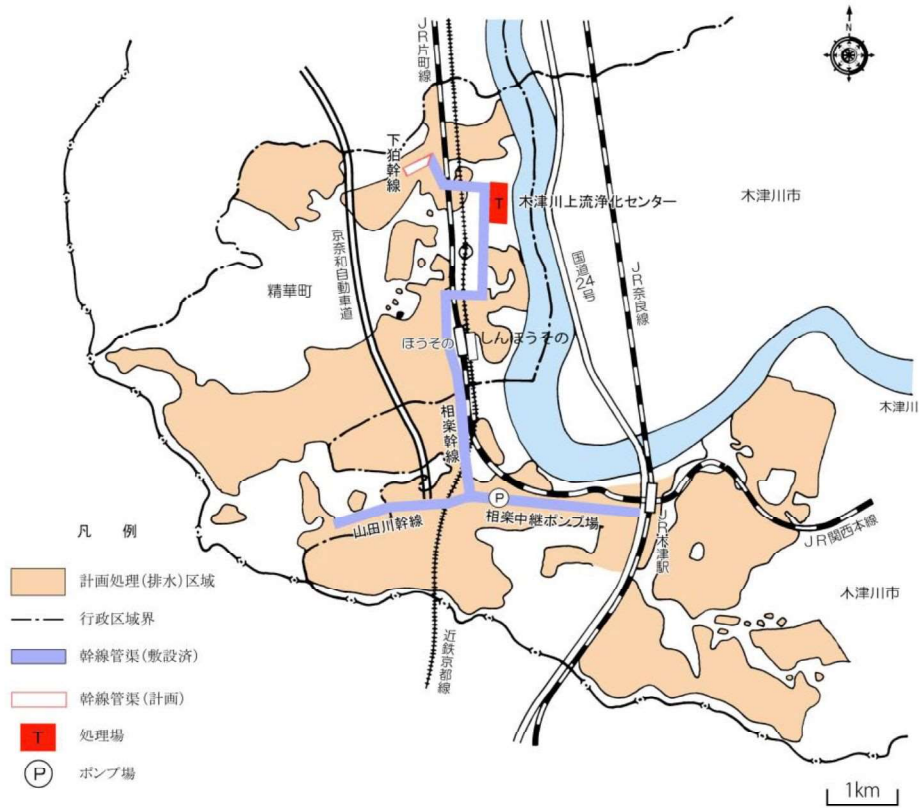 N
JR片町線
下狛幹線
T
木津川上流浄化センター
木津川市
京奈和自動車道
精華町
国道24号
JR奈良線
ほうその
しんほうその
木津川
相楽幹線
P
相楽中継ポンプ場
山田川幹線
JR木津駅
JR関西本線
木津川市
近鉄京都線
凡 例
計画処理(排水)区域
行政区域界
幹線管渠(敷設済)
幹線管渠(計画)
T
処理場
P
ポンプ場
1km